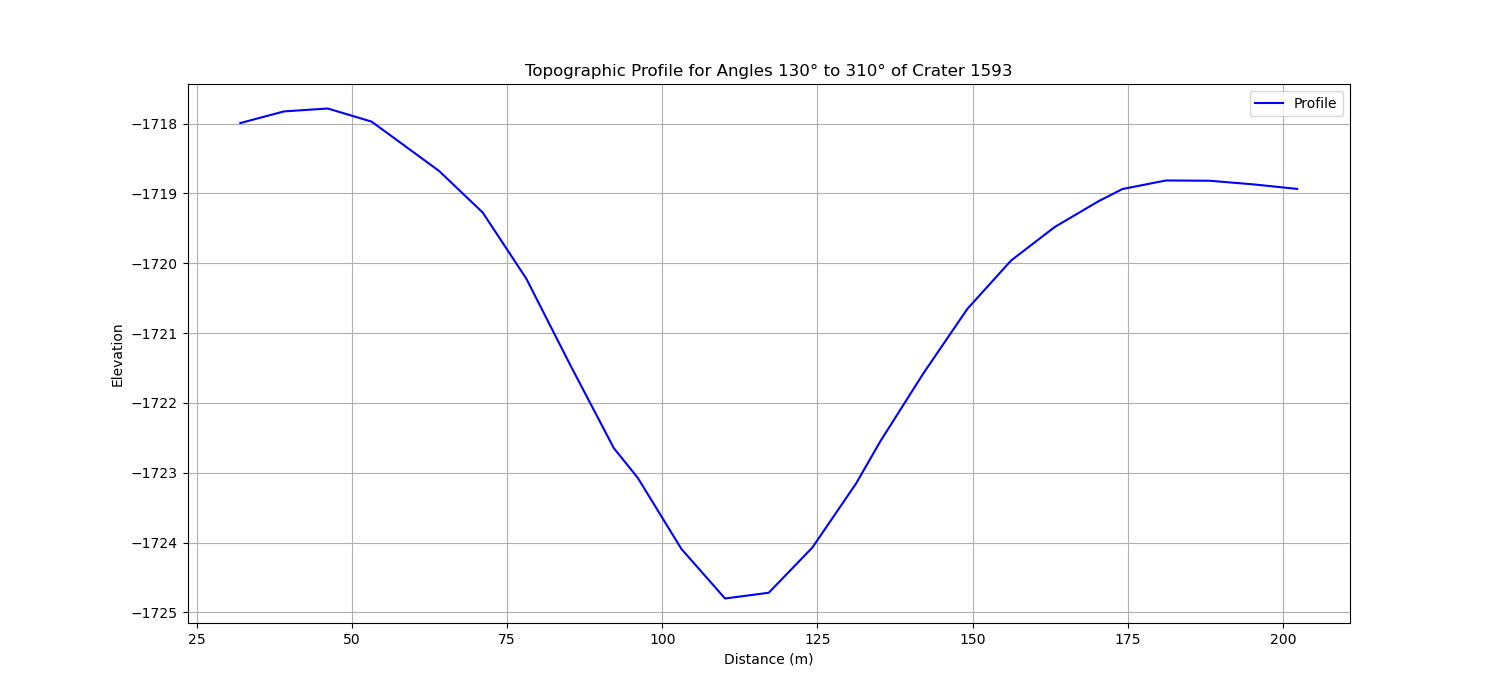 Topographic Profile for Angles 130° to 310° of Crater 1593
Profile
−1718
−1719
−1720
−1721
−1722
−1723
−1724
−1725
Elevation
25 50 75 100 125 150 175 200
Distance (m)